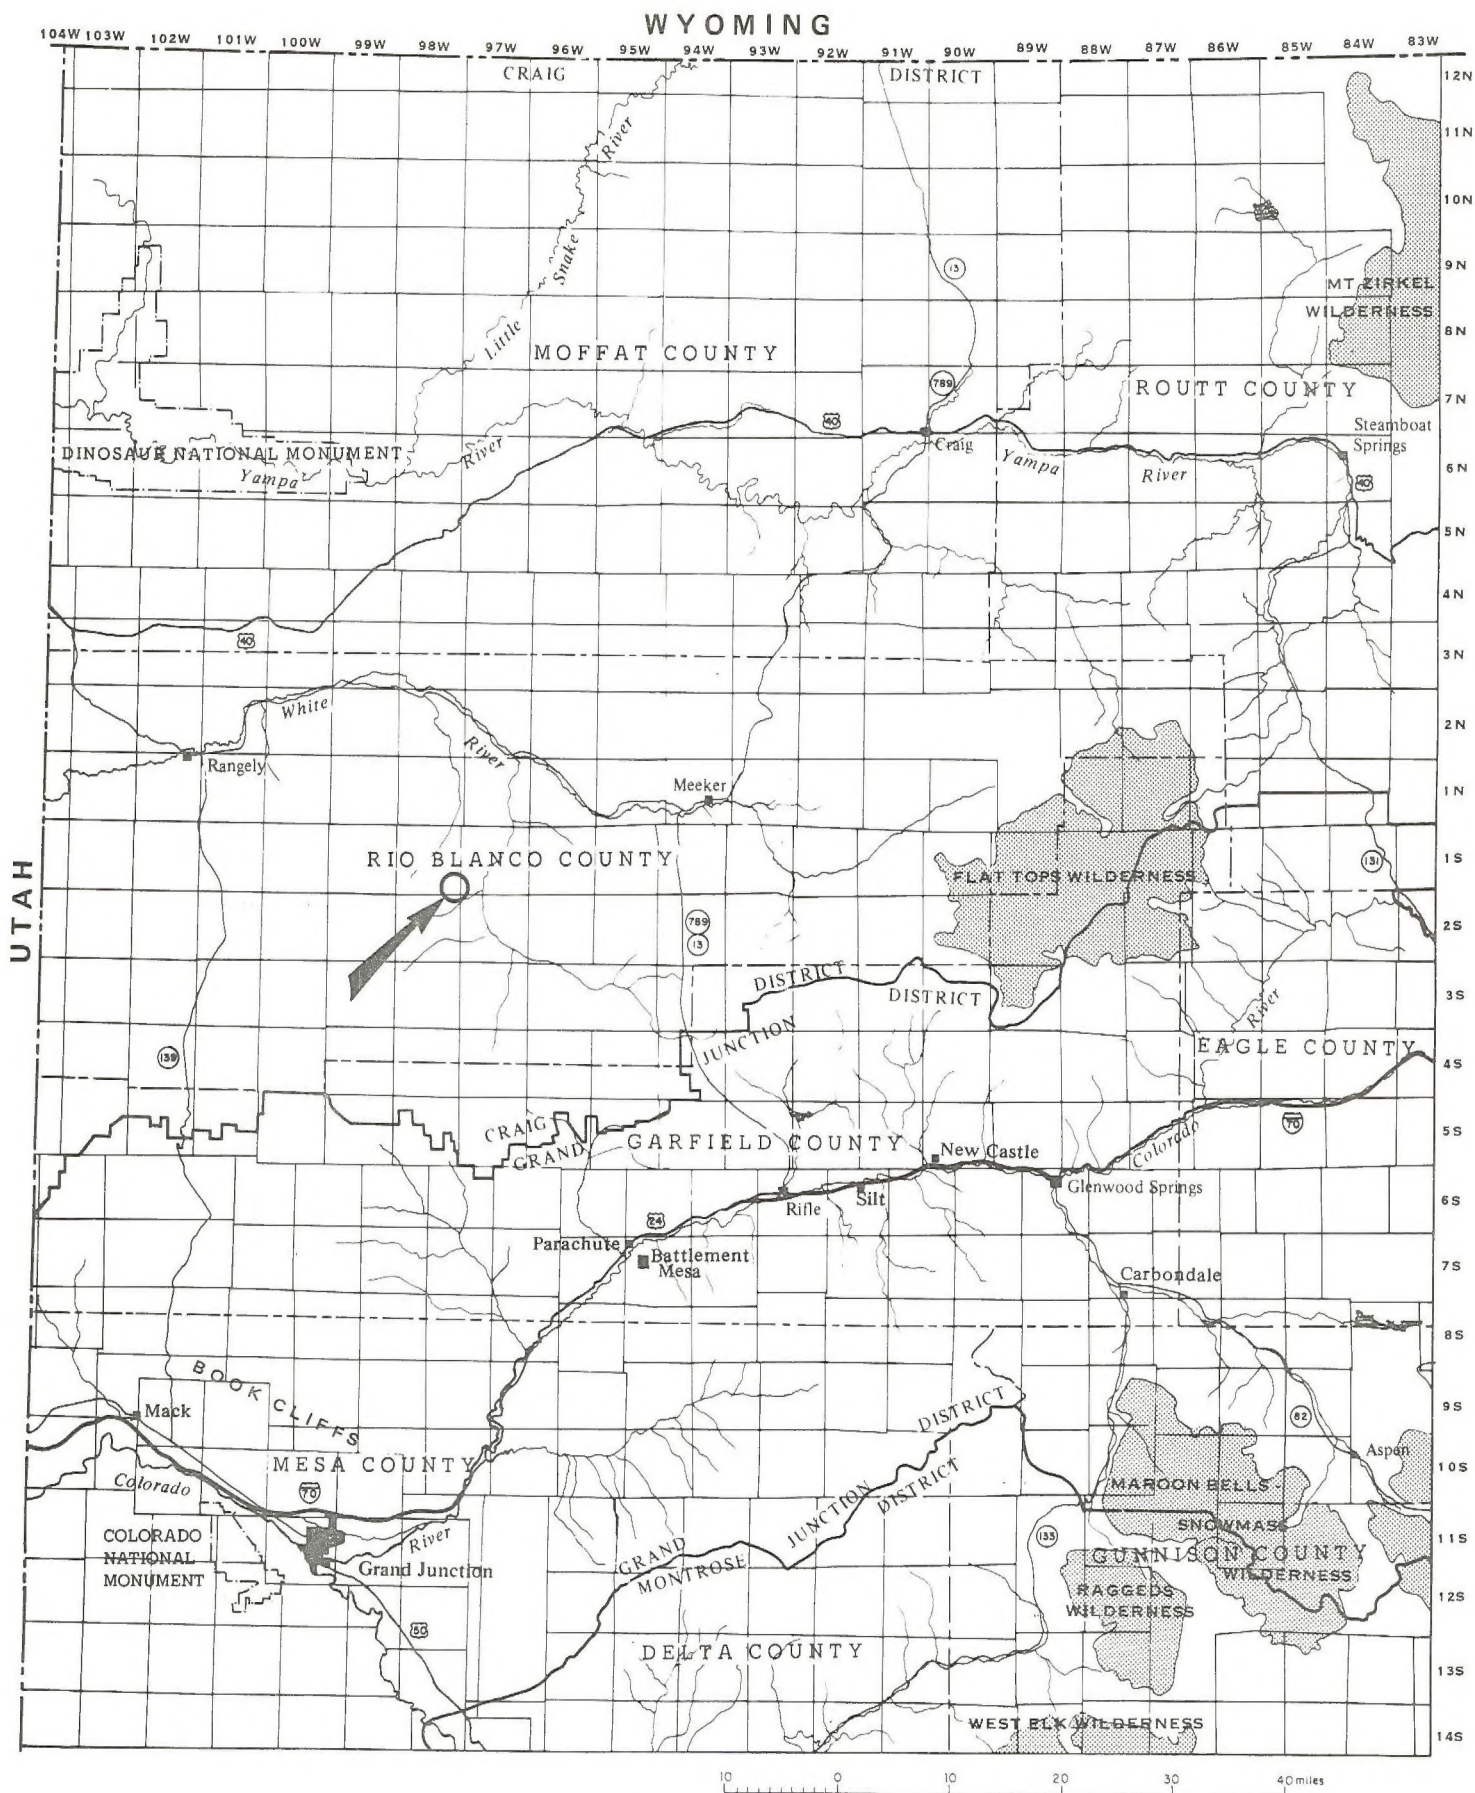 WYOMING
104W 103W 102W 101W 100W 99W 98W 97W 96W 95W 94W 93W 92W 91W 90W 89W 88W 87W 86W 85W 84W 83W
CRAIG DISTRICT
12N
11N
10N
9N
8N
7N
6N
5N
4N
3N
2N
1N
1S
2S
3S
4S
5S
6S
7S
8S
9S
10S
11S
12S
13S
14S
UTAH
Little Snake River
13
MT ZIRKEL
WILDERNESS
MOFFAT COUNTY
789
ROUTT COUNTY
40
Craig
Steamboat
Springs
DINOSAUR NATIONAL MONUMENT
Yampa River
Yampa River
40
40
White River
Rangely
Meeker
RIO BLANCO COUNTY
FLAT TOPS WILDERNESS
131
789
13
DISTRICT
DISTRICT
JUNCTION
River
139
EAGLE COUNTY
CRAIG
GRAND
GARFIELD COUNTY
New Castle
Colorado
70
Glenwood Springs
Rifle
Silt
24
Parachute
Battlement
Mesa
Carbondale
BOOK CLIFFS
Mack
DISTRICT
82
Aspen
MESA COUNTY
Colorado
70
JUNCTION
DISTRICT
MAROON BELLS -
SNOWMASS
WILDERNESS
COLORADO
NATIONAL
MONUMENT
River
Grand Junction
GRAND
MONTROSE
133
GUNNISON COUNTY
RAGGEDS
WILDERNESS
50
DELTA COUNTY
WEST ELK WILDERNESS
10 0 10 20 30 40 miles